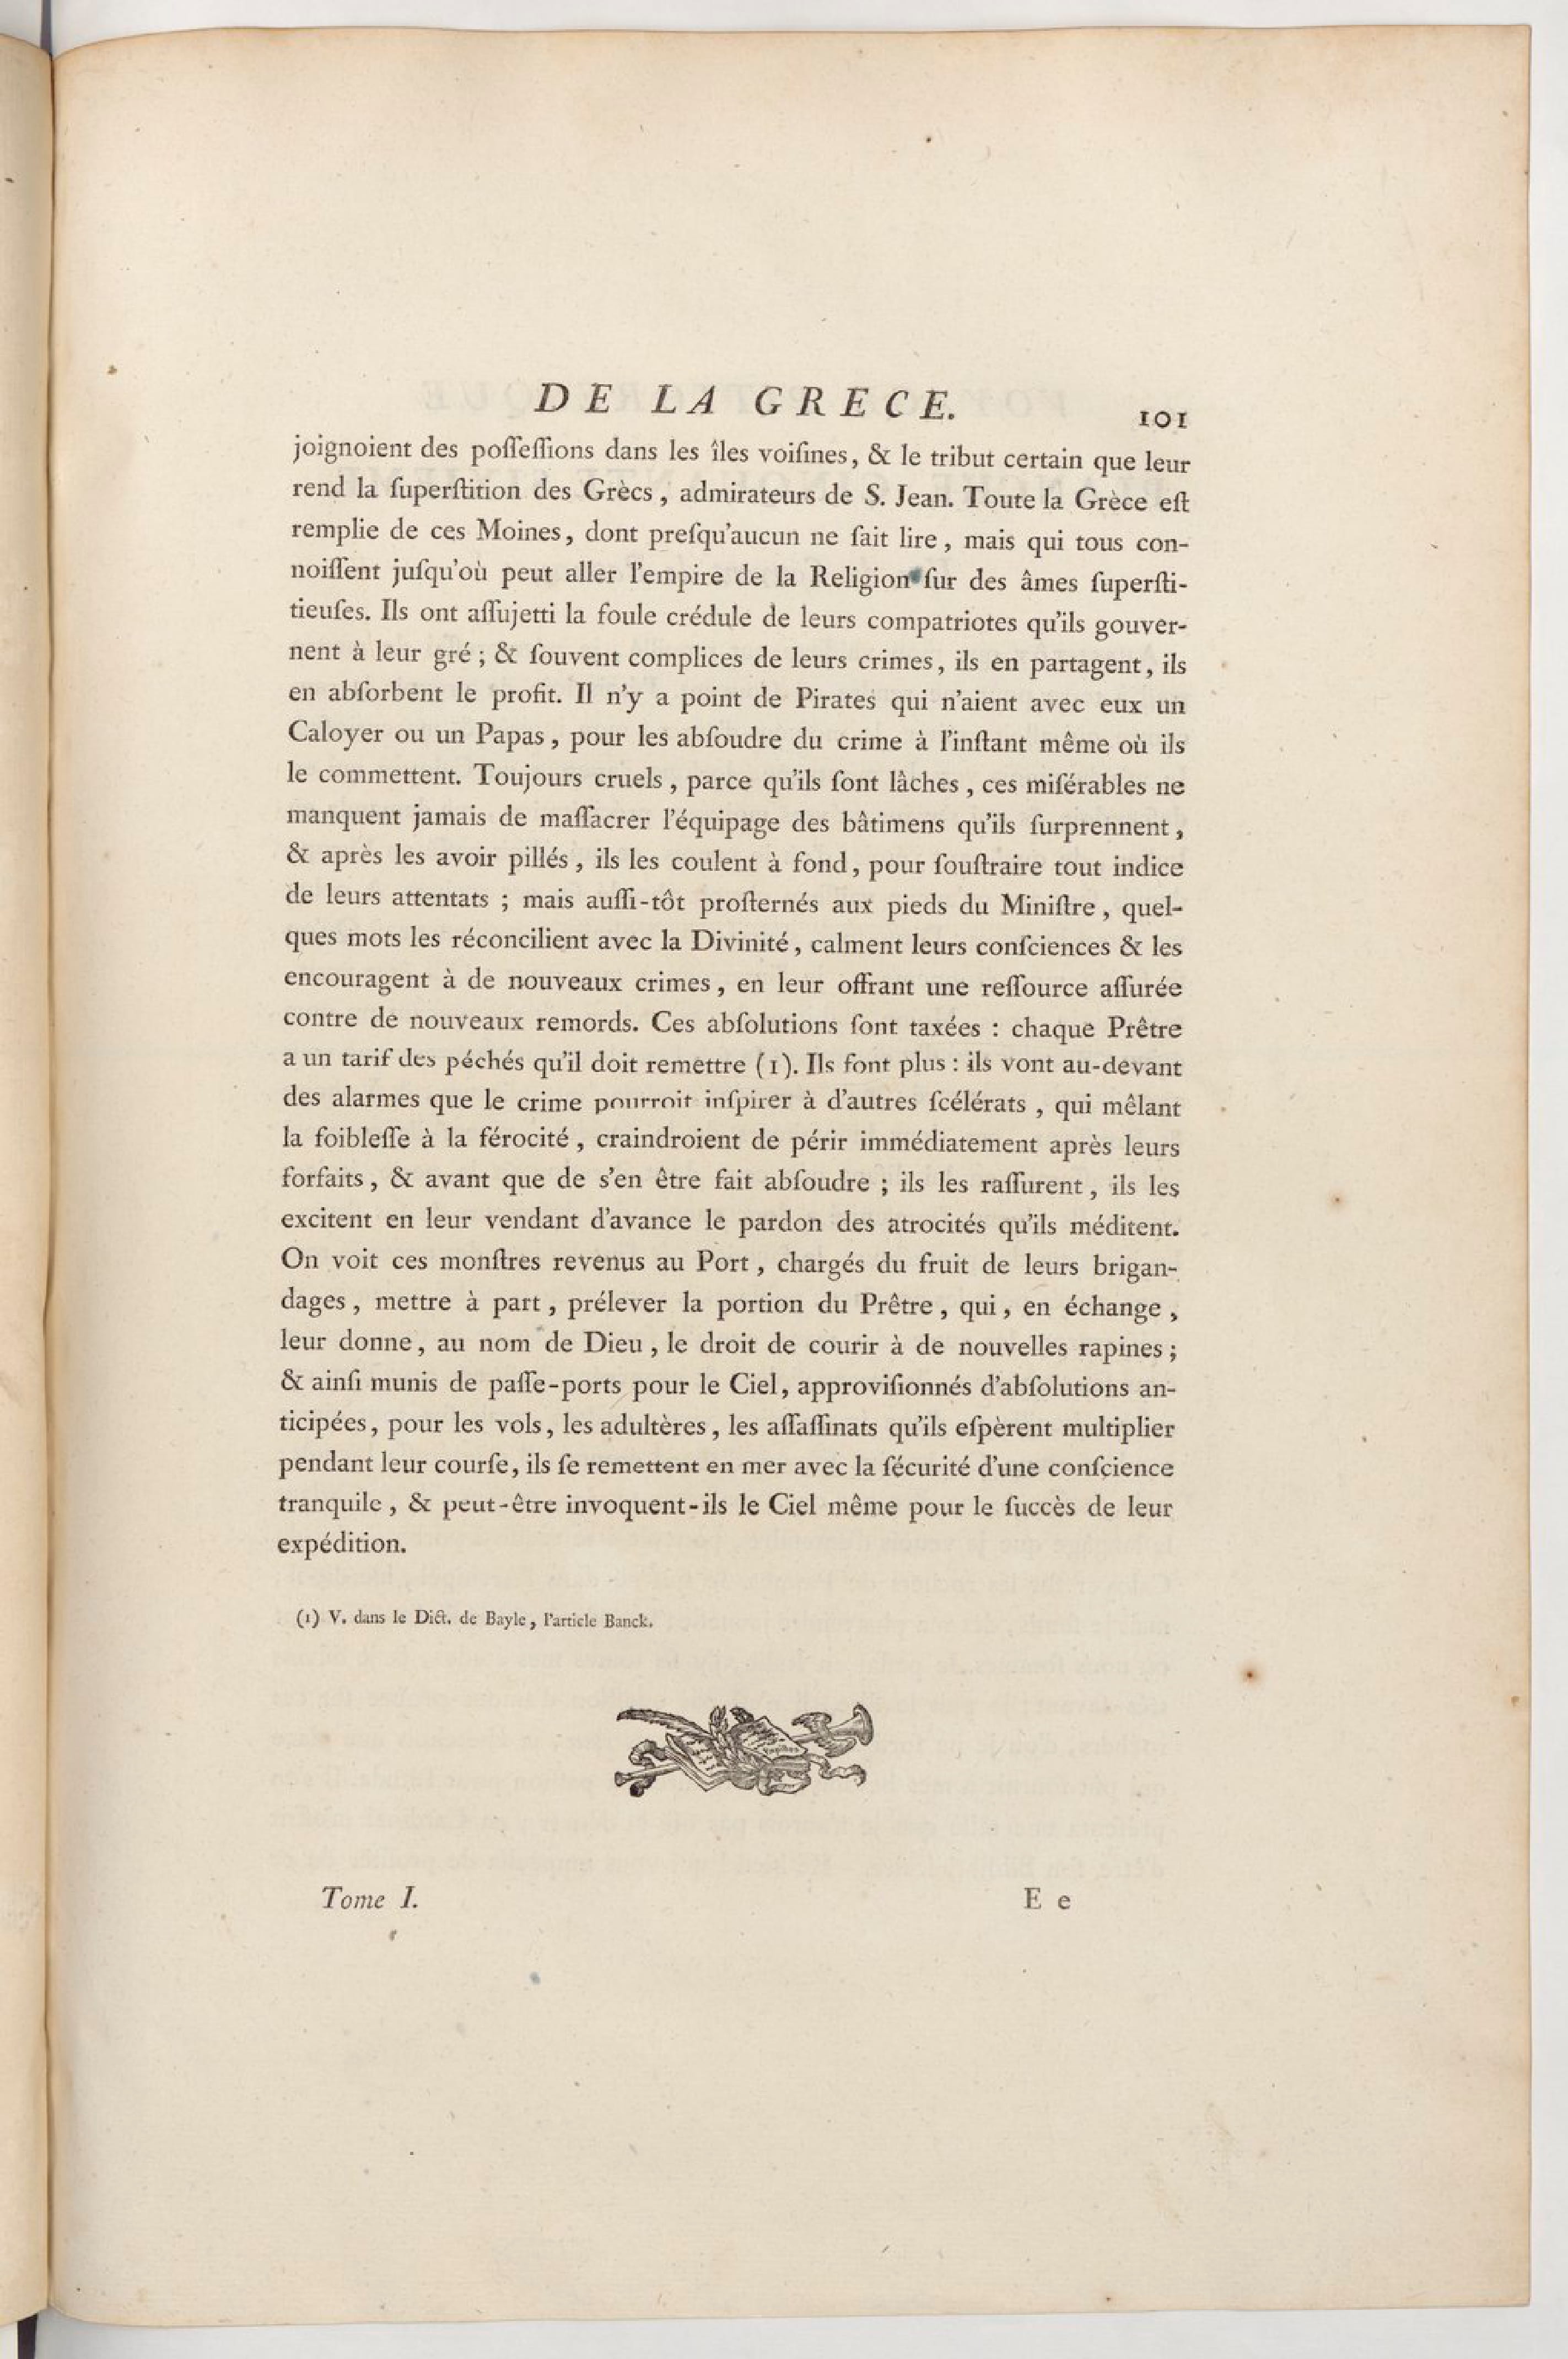 DE LA GRECE. 101
joignoient des poſſeſſions dans les îles voiſines, & le tribut certain que leur
rend la ſuperſtition des Grècs, admirateurs de S. Jean. Toute la Grèce eſt
remplie de ces Moines, dont preſqu'aucun ne ſait lire, mais qui tous con-
noiſſent juſqu'où peut aller l'empire de la Religion ſur des âmes ſuperſti-
tieuſes. Ils ont aſſujetti la foule crédule de leurs compatriotes qu'ils gouver-
nent à leur gré ; & ſouvent complices de leurs crimes, ils en partagent, ils
en abſorbent le profit. Il n'y a point de Pirates qui n'aient avec eux un
Caloyer ou un Papas, pour les abſoudre du crime à l'inſtant même où ils
le commettent. Toujours cruels, parce qu'ils ſont lâches, ces miſérables ne
manquent jamais de maſſacrer l'équipage des bâtimens qu'ils ſurprennent,
& après les avoir pillés, ils les coulent à fond, pour ſouſtraire tout indice
de leurs attentats ; mais auſſi-tôt proſternés aux pieds du Miniſtre, quel-
ques mots les réconcilient avec la Divinité, calment leurs conſciences & les
encouragent à de nouveaux crimes, en leur offrant une reſſource aſſurée
contre de nouveaux remords. Ces abſolutions ſont taxées : chaque Prêtre
a un tarif des péchés qu'il doit remettre (1). Ils font plus : ils vont au-devant
des alarmes que le crime pourroit inſpirer à d'autres ſcélérats, qui mêlant
la foibleſſe à la férocité, craindroient de périr immédiatement après leurs
forfaits, & avant que de s'en être fait abſoudre ; ils les raſſurent, ils les
excitent en leur vendant d'avance le pardon des atrocités qu'ils méditent.
On voit ces monſtres revenus au Port, chargés du fruit de leurs brigan-
dages, mettre à part, prélever la portion du Prêtre, qui, en échange,
leur donne, au nom de Dieu, le droit de courir à de nouvelles rapines ;
& ainſi munis de paſſe-ports pour le Ciel, approviſionnés d'abſolutions an-
ticipées, pour les vols, les adultères, les aſſaſſinats qu'ils eſpèrent multiplier
pendant leur courſe, ils ſe remettent en mer avec la ſécurité d'une conſcience
tranquile, & peut-être invoquent-ils le Ciel même pour le ſuccès de leur
expédition.
(1) V. dans le Dict. de Bayle, l'article Banck.
Papillon
Tome I. E e